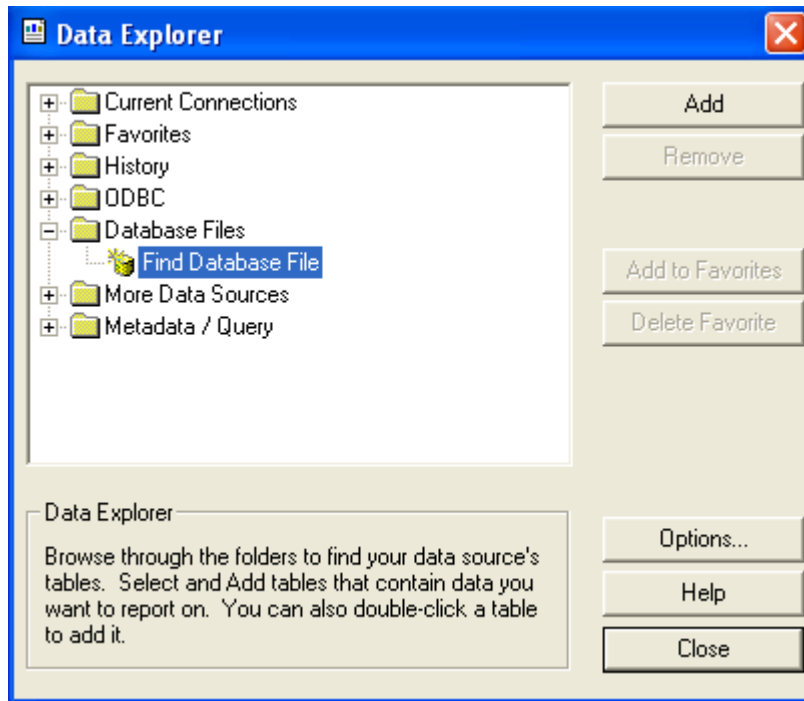 Data Explorer
Current Connections
Favorites
History
ODBC
Database Files
Find Database File
More Data Sources
Metadata / Query
Add
Remove
Add to Favorites
Delete Favorite
Data Explorer
Browse through the folders to find your data source's
tables. Select and Add tables that contain data you
want to report on. You can also double-click a table
to add it.
Options...
Help
Close